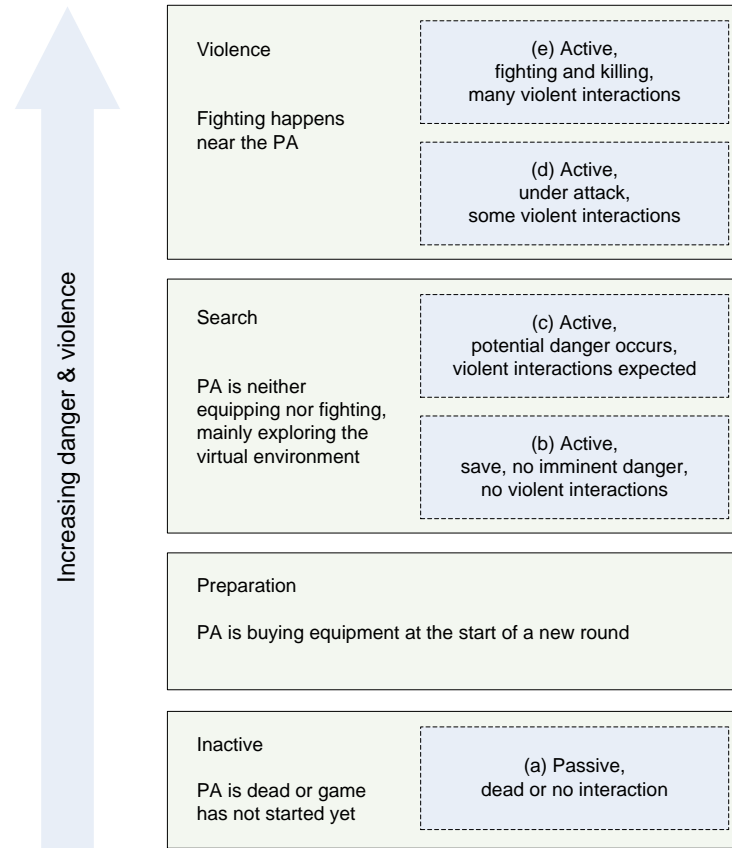 Increasing danger & violence
Violence
Fighting happens
near the PA
(e) Active,
fighting and killing,
many violent interactions
(d) Active,
under attack,
some violent interactions
Search
PA is neither
equipping nor fighting,
mainly exploring the
virtual environment
(c) Active,
potential danger occurs,
violent interactions expected
(b) Active,
save, no imminent danger,
no violent interactions
Preparation
PA is buying equipment at the start of a new round
Inactive
PA is dead or game
has not started yet
(a) Passive,
dead or no interaction